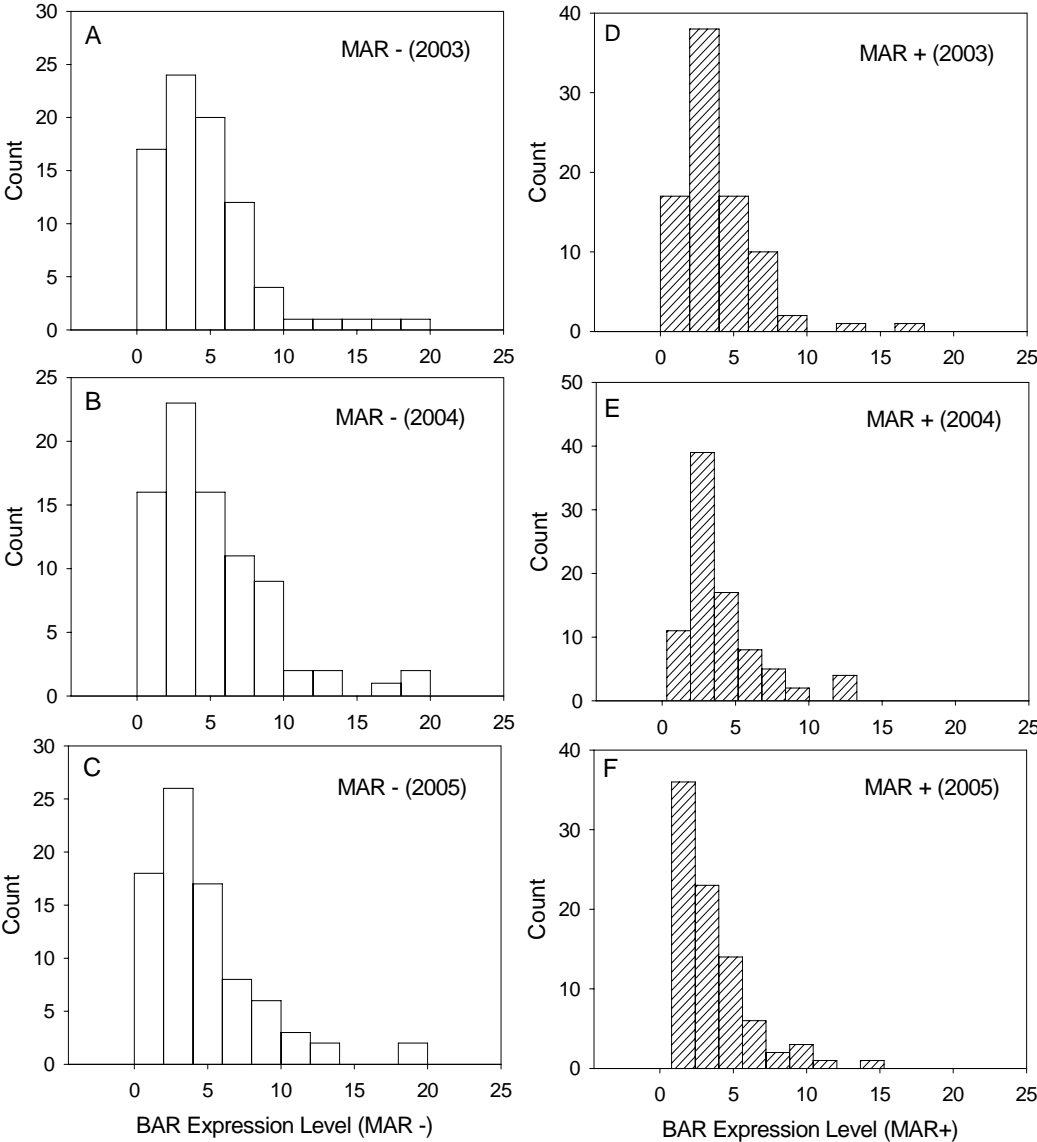 A
MAR - (2003)
Count
30
25
20
15
10
5
0
0 5 10 15 20 25
D
MAR + (2003)
Count
40
30
20
10
0
0 5 10 15 20 25
B
MAR - (2004)
Count
25
20
15
10
5
0
0 5 10 15 20 25
E
MAR + (2004)
Count
50
40
30
20
10
0
0 5 10 15 20 25
C
MAR - (2005)
Count
30
25
20
15
10
5
0
0 5 10 15 20 25
BAR Expression Level (MAR -)
F
MAR + (2005)
Count
40
30
20
10
0
0 5 10 15 20 25
BAR Expression Level (MAR+)